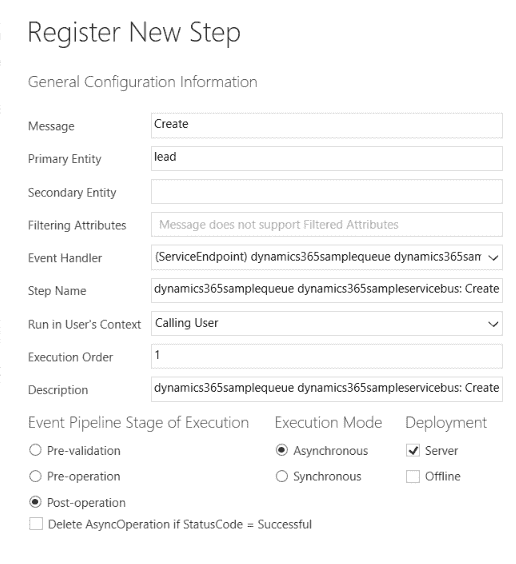 Register New Step
General Configuration Information
Message Create
Primary Entity lead
Secondary Entity
Filtering Attributes Message does not support Filtered Attributes
Event Handler (ServiceEndpoint) dynamics365samplequeue dynamics365sam
Step Name dynamics365samplequeue dynamics365sampleservicebus: Create
Run in User's Context Calling User
Execution Order 1
Description dynamics365samplequeue dynamics365sampleservicebus: Create
Event Pipeline Stage of Execution Execution Mode Deployment
Pre-validation Asynchronous Server
Pre-operation Synchronous Offline
Post-operation
Delete AsyncOperation if StatusCode = Successful